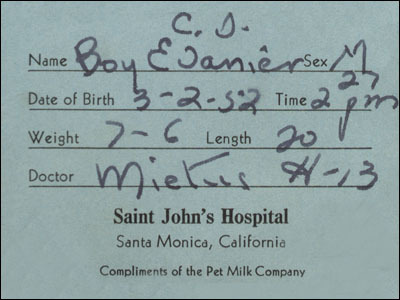 C. S.
Name Boy Evanier Sex M
Date of Birth 3-2-52 Time 2 27 pm
Weight 7-6 Length 20
Doctor Mietus H-13
Saint John's Hospital
Santa Monica, California
Compliments of the Pet Milk Company